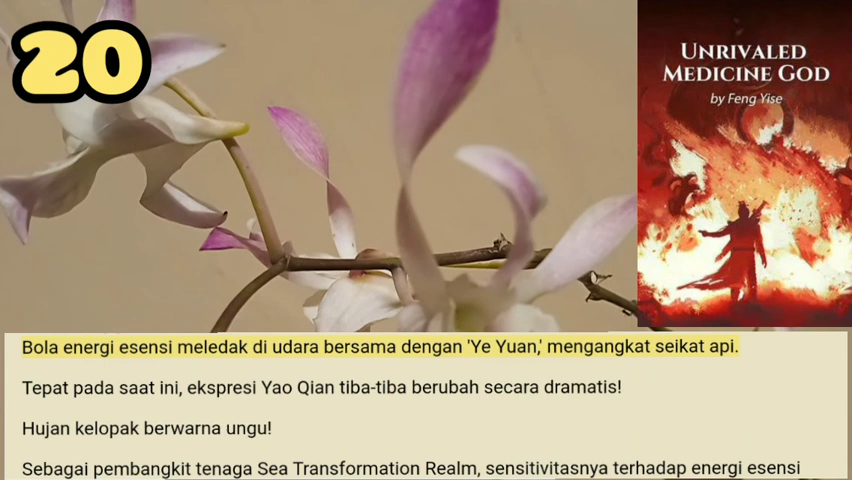 20
UNRIVALED
MEDICINE GOD
by Feng Yise
Bola energi esensi meledak di udara bersama dengan 'Ye Yuan,' mengangkat seikat api.
Tepat pada saat ini, ekspresi Yao Qian tiba-tiba berubah secara dramatis!
Hujan kelopak berwarna ungu!
Sebagai pembangkit tenaga Sea Transformation Realm, sensitivitasnya terhadap energi esensi